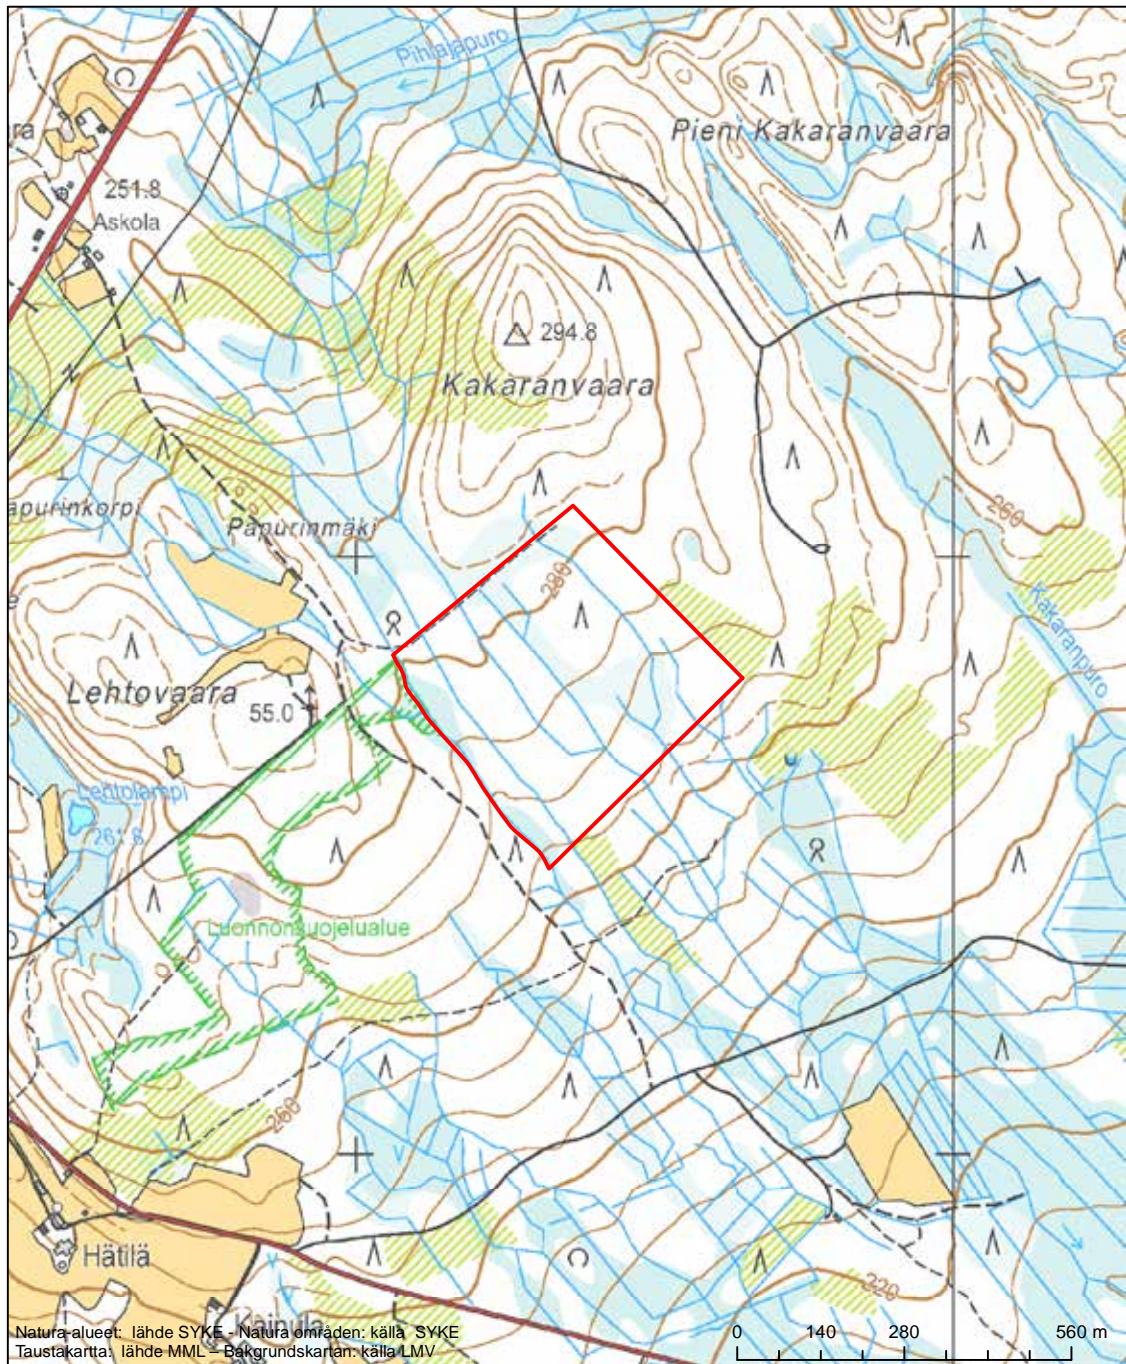 Pihlajapuro
Pieni Kakaranvaara
251.8
Askola
294.8
Kakaranvaara
260
Papurinmäki
280
Kakaranpuro
Lehtovaara
55.0
Lehtolampi
261.8
Luonnonsuojelualue
260
Hätilä
220
Kainula
Natura-alueet: lähde SYKE - Natura områden: källa SYKE
Taustakartta: lähde MML – Bakgrundskartan: källa LMV
0 140 280 560 m